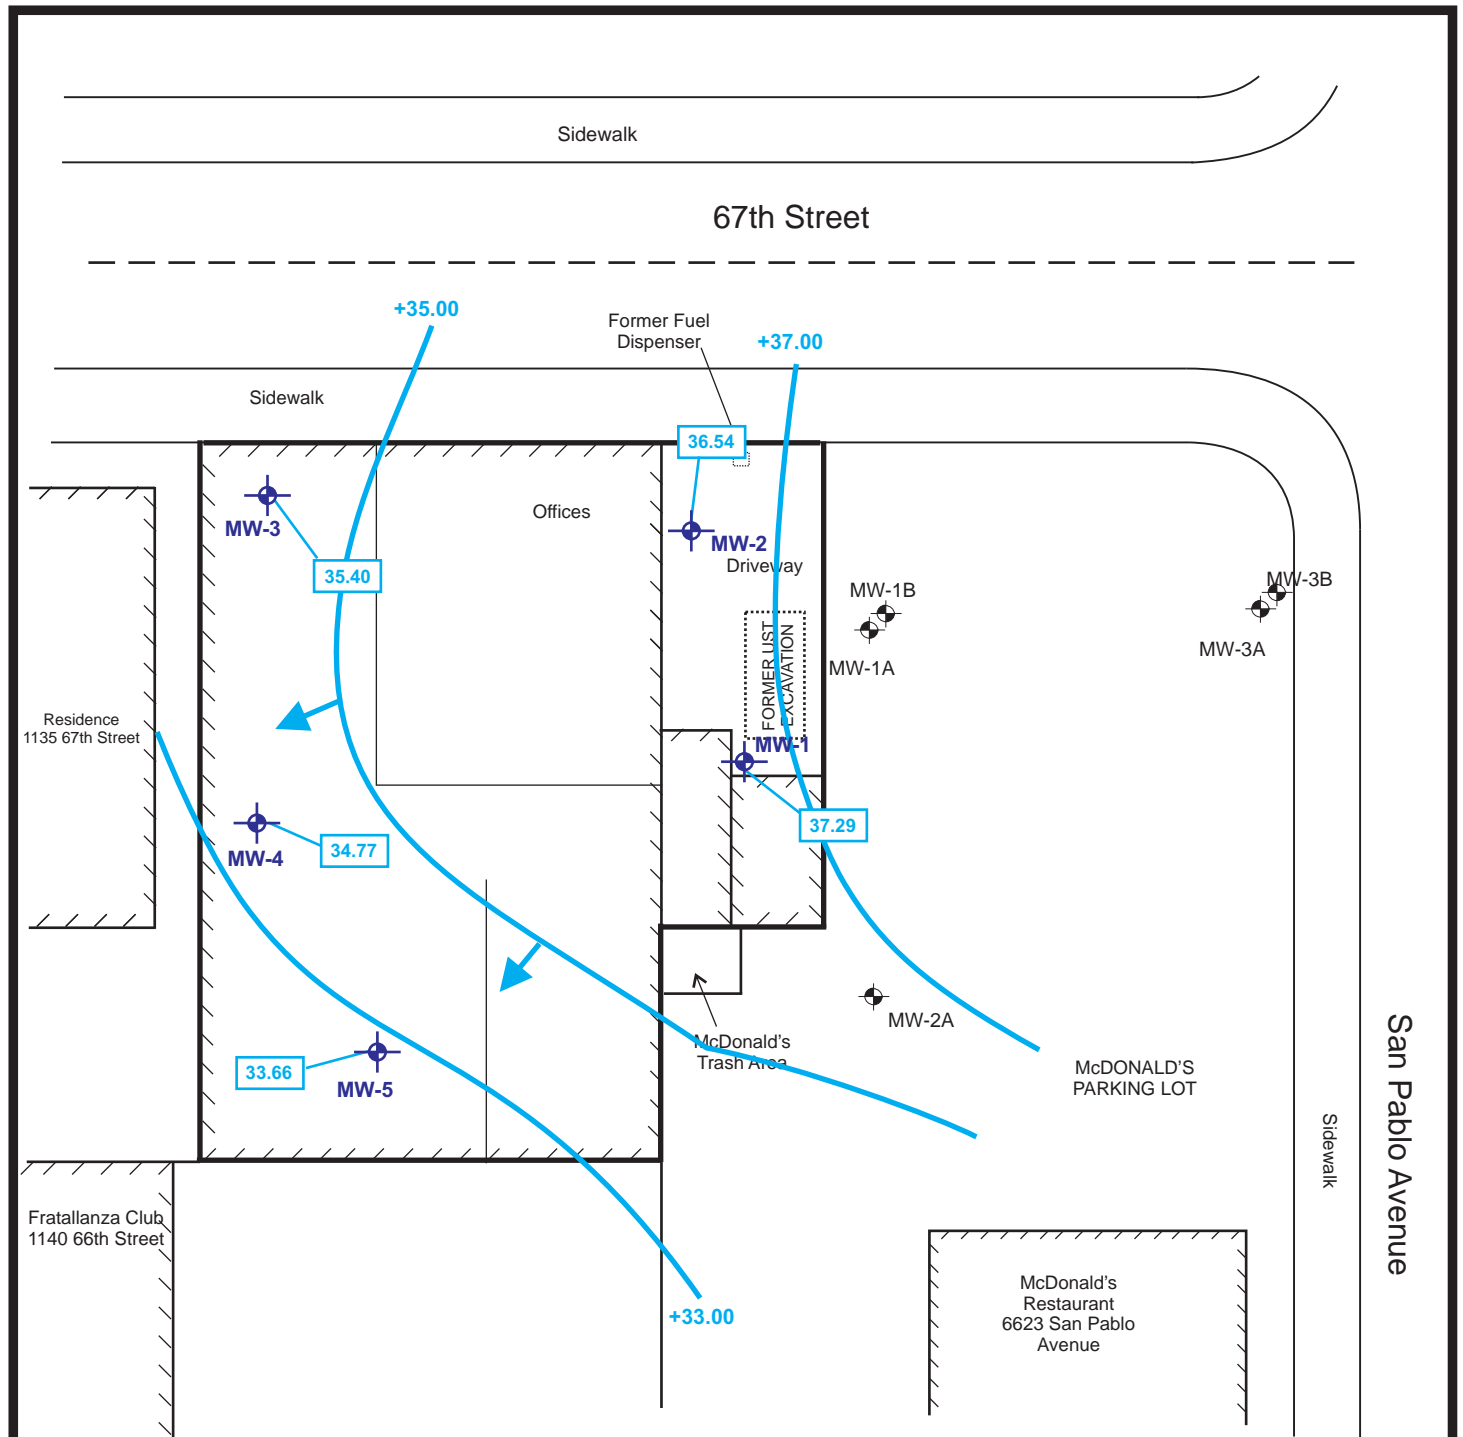 Sidewalk
67th Street
+35.00
Former Fuel
Dispenser
+37.00
Sidewalk
36.54
MW-3
Offices
MW-2
Driveway
35.40
MW-1B
MW-3B
FORMER UST
EXCAVATION
MW-1A
MW-3A
Residence
1135 67th Street
MW-1
37.29
MW-4
34.77
MW-2A
McDonald's
Trash Area
33.66
MW-5
McDONALD'S
PARKING LOT
San Pablo Avenue
Sidewalk
Fratallanza Club
1140 66th Street
McDonald's
Restaurant
6623 San Pablo
Avenue
+33.00